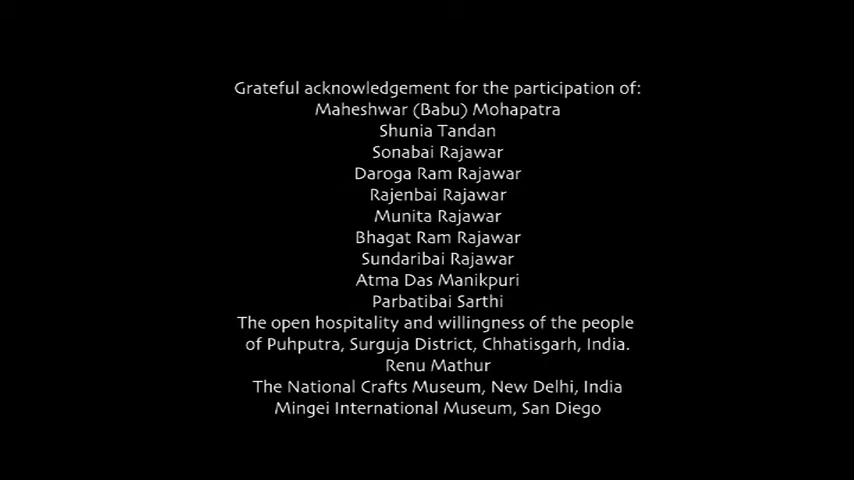 Grateful acknowledgement for the participation of:
Maheshwar (Babu) Mohapatra
Shunia Tandan
Sonabai Rajawar
Daroga Ram Rajawar
Rajenbai Rajawar
Munita Rajawar
Bhagat Ram Rajawar
Sundaribai Rajawar
Atma Das Manikpuri
Parbatibai Sarthi
The open hospitality and willingness of the people
of Puhputra, Surguja District, Chhatisgarh, India.
Renu Mathur
The National Crafts Museum, New Delhi, India
Mingei International Museum, San Diego